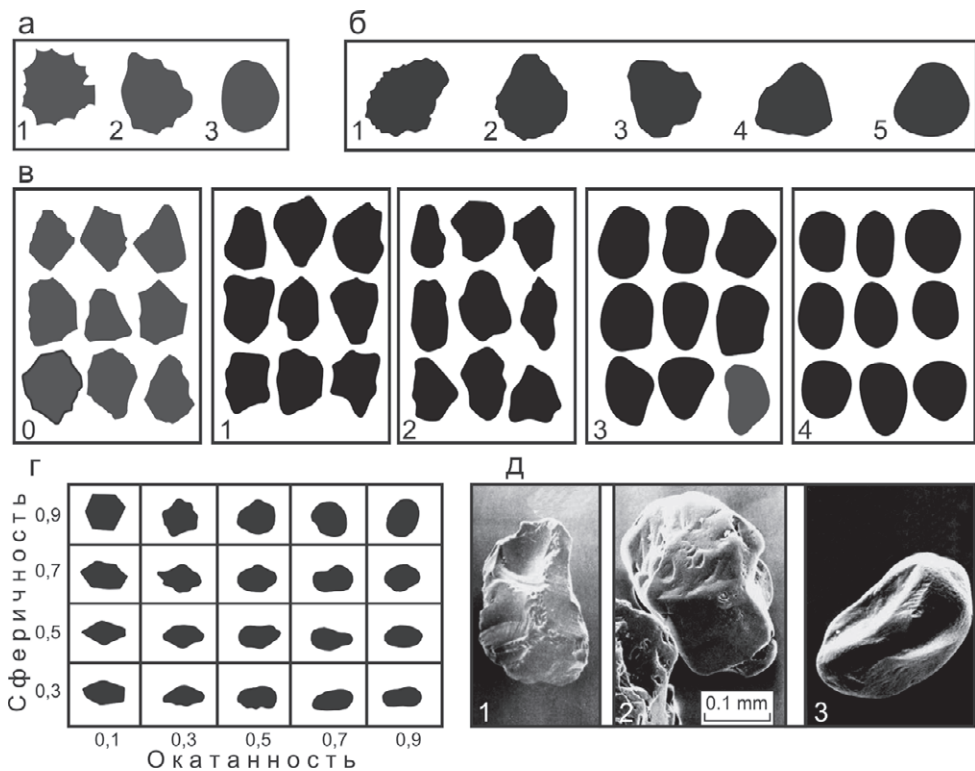 а
б
1 2 3
1 2 3 4 5
в
0 1 2 3 4
г
д
Сферичность
0,9
0,7
0,5
0,3
0,1 0,3 0,5 0,7 0,9
Окатанность
1 2 3
0.1 mm